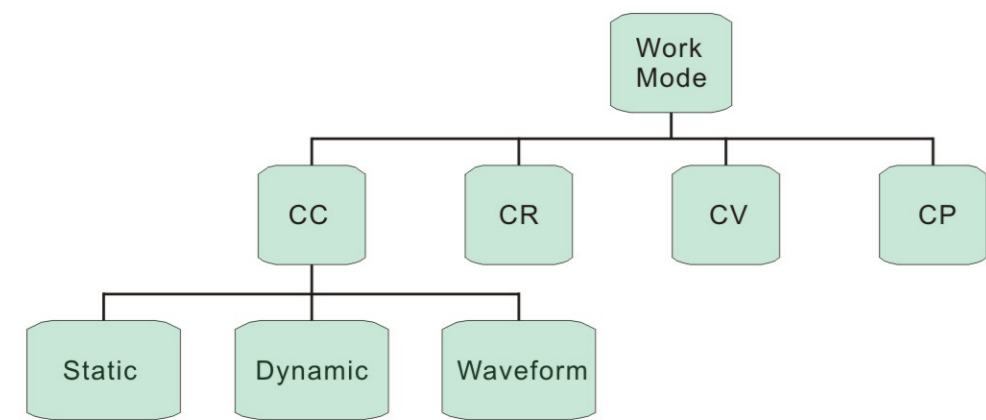 Work
Mode
CC
CR
CV
CP
Static
Dynamic
Waveform